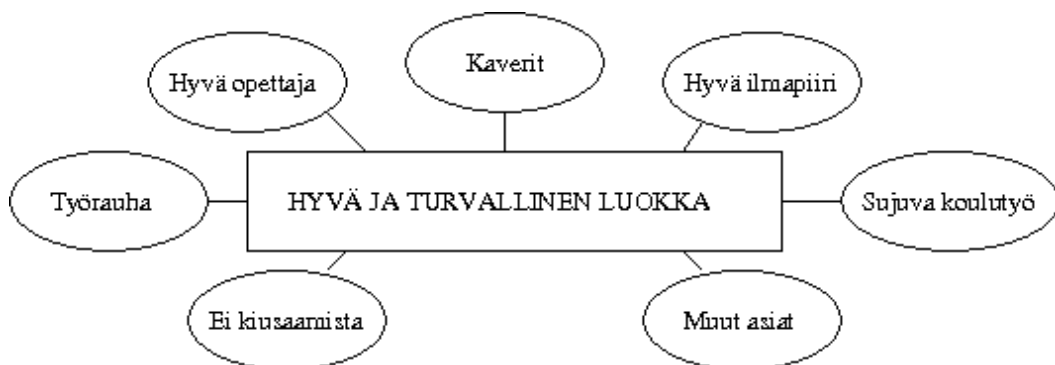 Kaverit
Hyvä opettaja
Hyvä ilmapiiri
Työrauha
HYVÄ JA TURVALLINEN LUOKKA
Sujuva koulutyö
Ei kiusaamista
Muut asiat